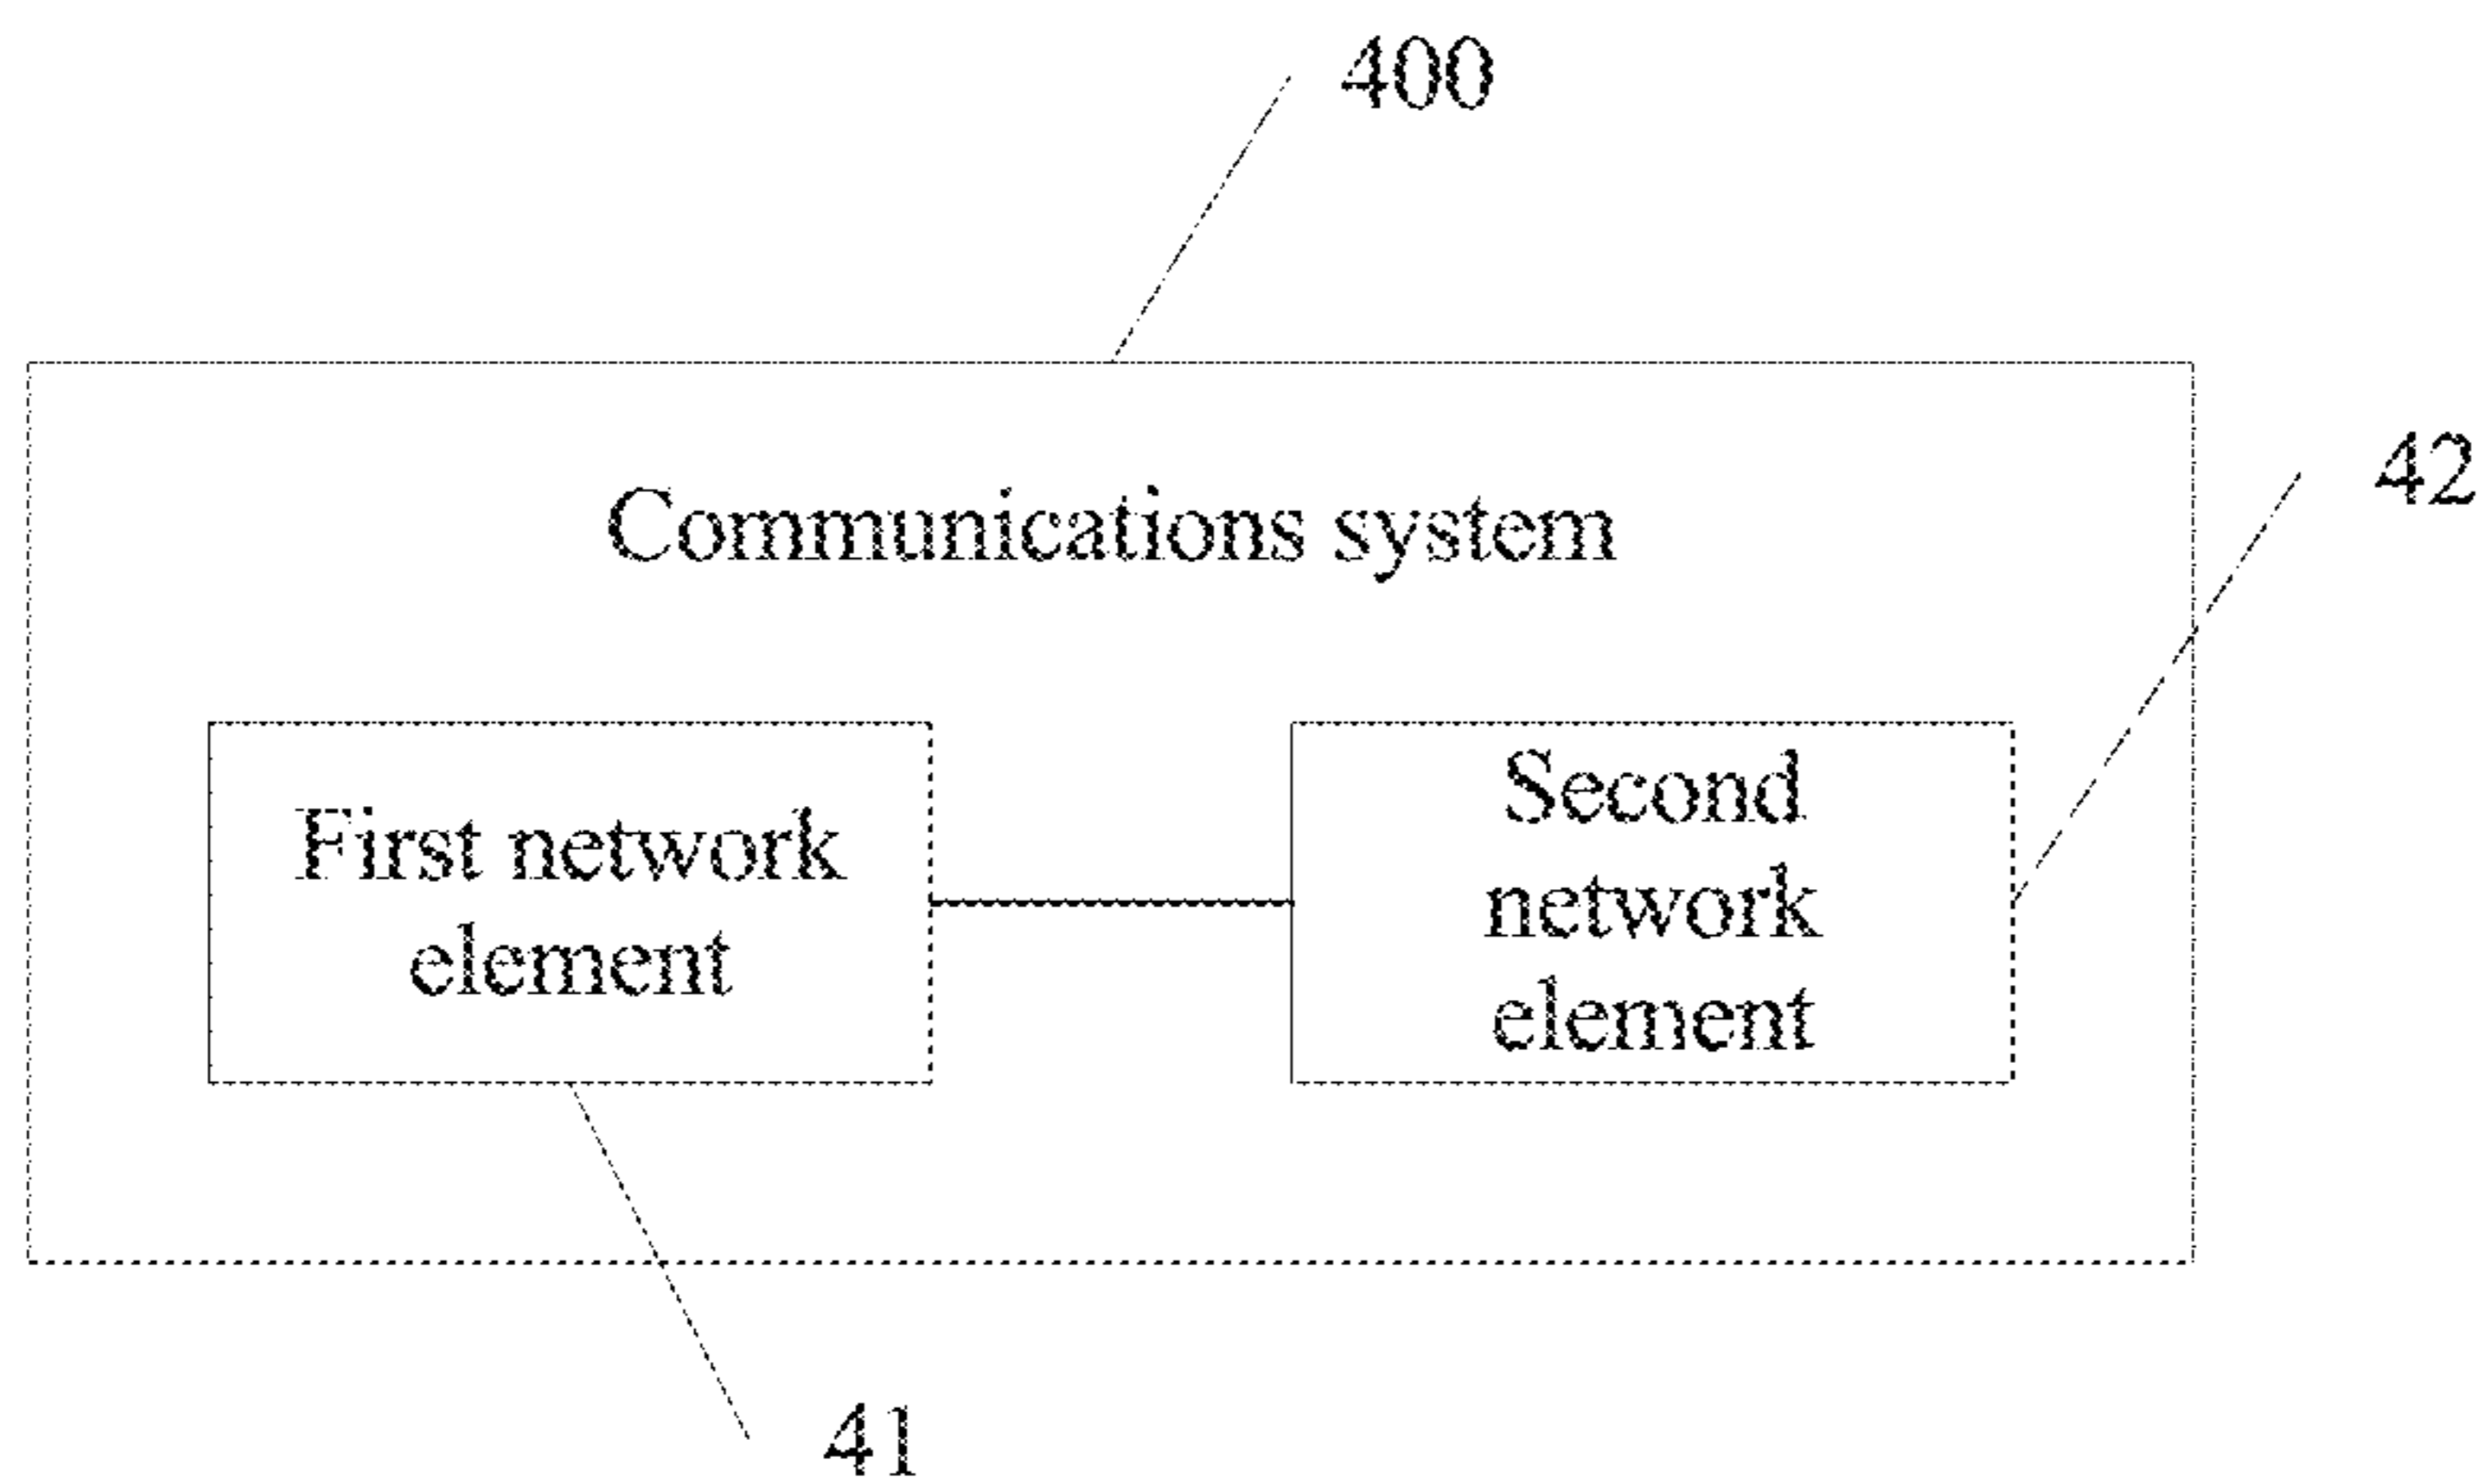 400
42
Communications system
First network
element
Second
network
element
41